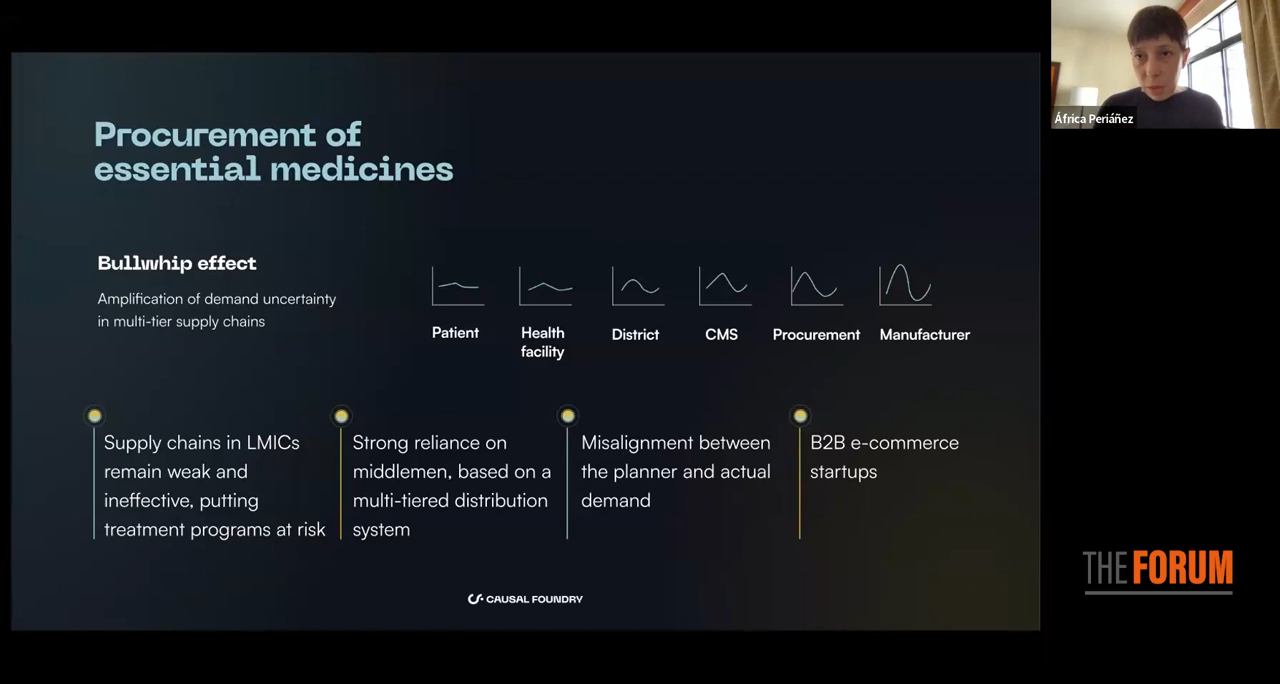 Procurement of
essential medicines
Bullwhip effect
Amplification of demand uncertainty
in multi-tier supply chains
Patient
Health
facility
District
CMS
Procurement
Manufacturer
Supply chains in LMICs
remain weak and
ineffective, putting
treatment programs at risk
Strong reliance on
middlemen, based on a
multi-tiered distribution
system
Misalignment between
the planner and actual
demand
B2B e-commerce
startups
CAUSAL FOUNDRY
África Periáñez
THE FORUM